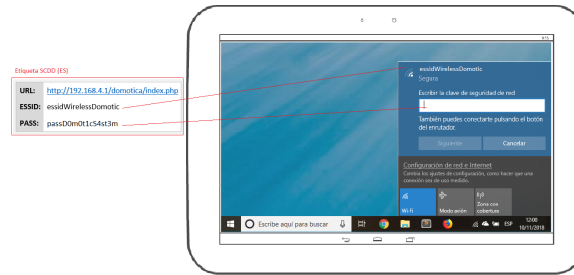 81%
Etiqueta SCDD (E5)
URL: http://192.168.4.1/domotica/index.php
ESSID: essidWirelessDomotic
PASS: passD0m0t1cS4st3m
essidWirelessDomotic
Segura
Escribir la clave de seguridad de red
También puedes conectarte pulsando el botón
del enrutador.
Siguiente Cancelar
Configuración de red e Internet
Cambia los ajustes de configuración, como hacer que una
conexión sea de uso medido.
Wi-Fi
Modo avión
Zona con
cobertura
Escribe aquí para buscar
ESP
12:00
10/11/2018